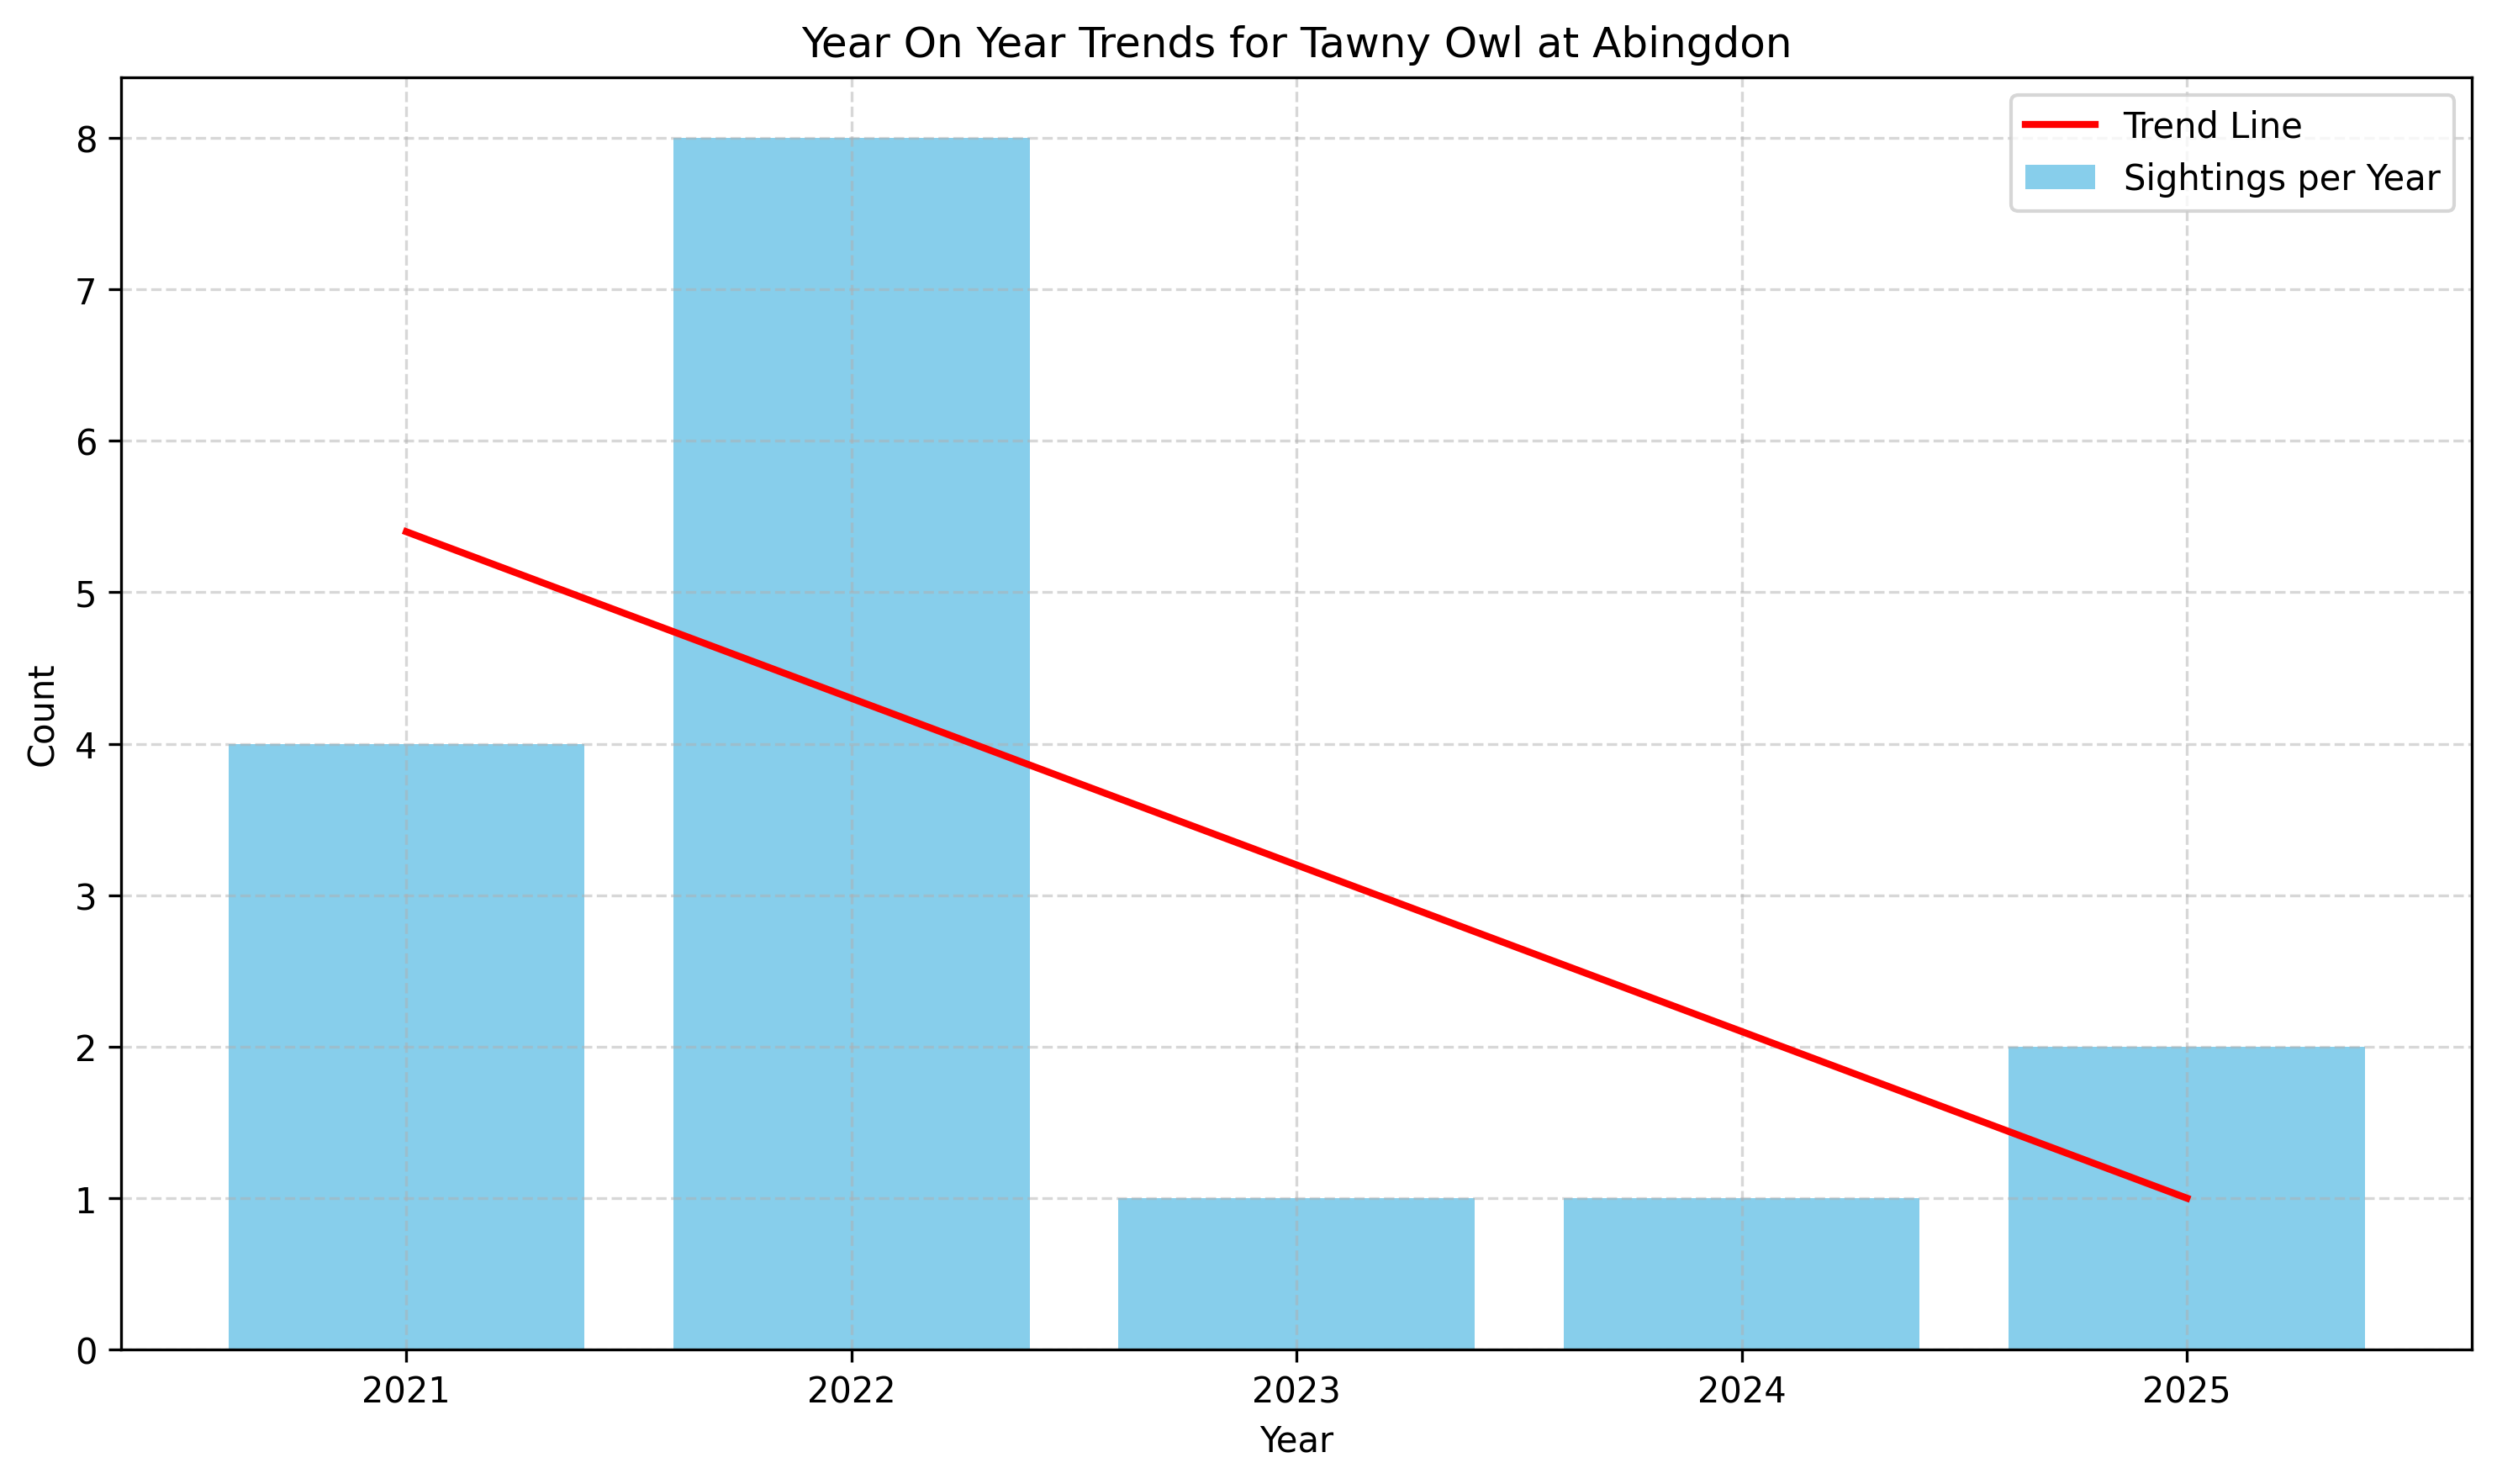 Year On Year Trends for Tawny Owl at Abingdon
Trend Line
Sightings per Year
Count
8
7
6
5
4
3
2
1
0
2021 2022 2023 2024 2025
Year